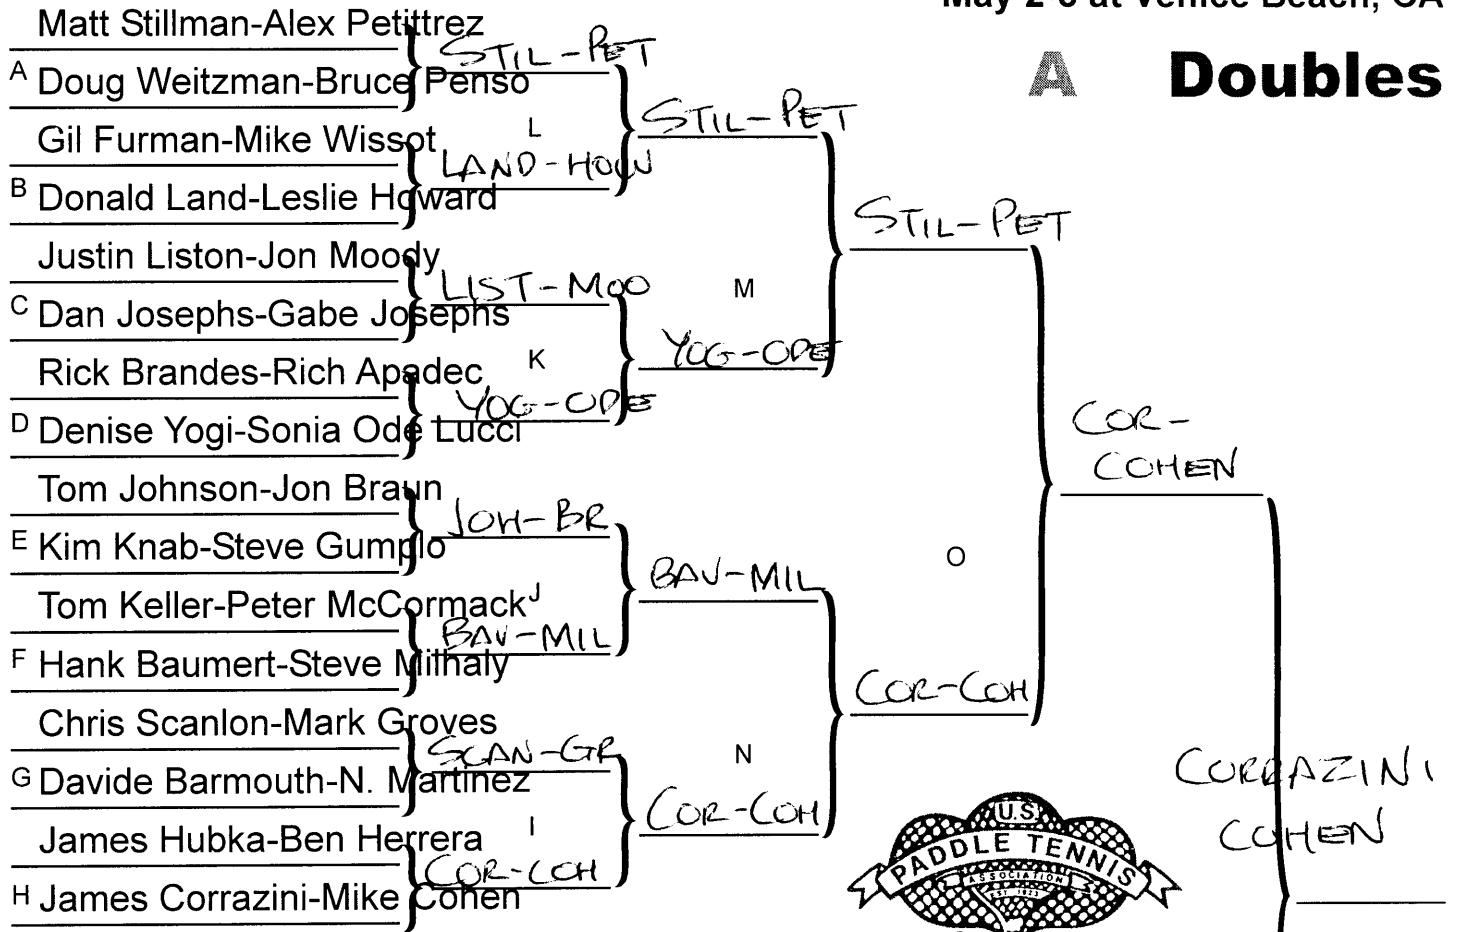 May 2-3 at Venice Beach, CA
A Doubles
Matt Stillman-Alex Petittrez
STIL-PET
A Doug Weitzman-Bruce Penso
STIL-PET
L
Gil Furman-Mike Wissot
LAND-HOW
B Donald Land-Leslie Howard
STIL-PET
Justin Liston-Jon Moody
LIST-MOO
M
C Dan Josephs-Gabe Josephs
YOG-ODE
K
Rick Brandes-Rich Apadec
YOG-ODE
D Denise Yogi-Sonia Ode Lucci
COR-
COHEN
Tom Johnson-Jon Braun
JOH-BR
E Kim Knab-Steve Gumplo
O
BAU-MIL
Tom Keller-Peter McCormack J
BAU-MIL
F Hank Baumert-Steve Milhaly
COR-COH
Chris Scanlon-Mark Groves
SCAN-GR
N
G Davide Barmouth-N. Martinez
CORRAZINI
COHEN
COR-COH
I
James Hubka-Ben Herrera
COR-COH
H James Corrazini-Mike Cohen
U.S.
PADDLE TENNIS
ASSOCIATION
EST 1923